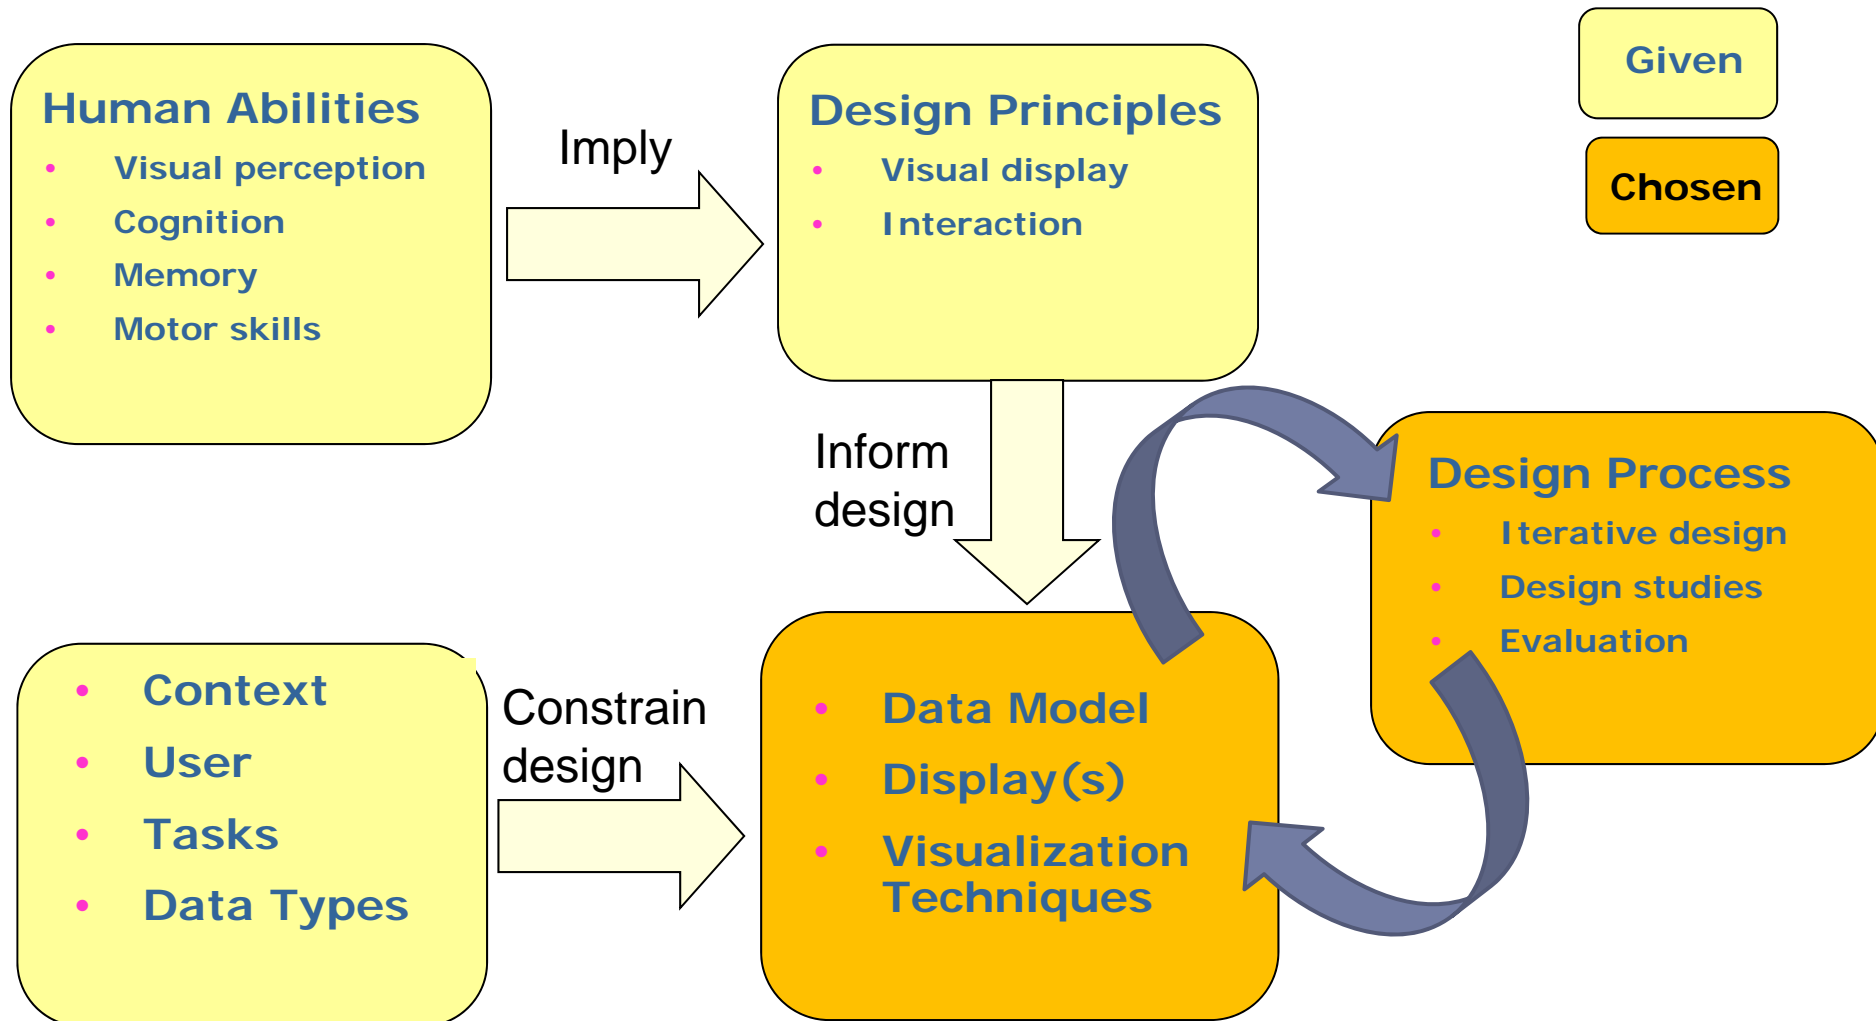 Human Abilities
• Visual perception
• Cognition
• Memory
• Motor skills
Imply
Design Principles
• Visual display
• Interaction
Given
Chosen
Inform
design
Design Process
• Iterative design
• Design studies
• Evaluation
• Context
• User
• Tasks
• Data Types
Constrain
design
• Data Model
• Display(s)
• Visualization
Techniques